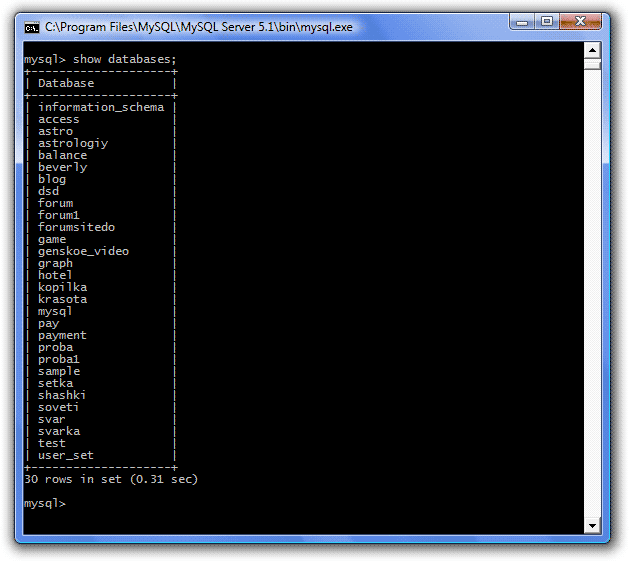 C:\Program Files\MySQL\MySQL Server 5.1\bin\mysql.exe
mysql> show databases;
+--------------------+
| Database           |
+--------------------+
| information_schema |
| access             |
| astro              |
| astrologiy         |
| balance            |
| beverly            |
| blog               |
| dsd                |
| forum              |
| forum1             |
| forumsitedo        |
| game               |
| genskoe_video      |
| graph              |
| hotel              |
| kopilka            |
| krasota            |
| mysql              |
| pay                |
| payment            |
| proba              |
| proba1             |
| sample             |
| setka              |
| shashki            |
| soveti             |
| svar               |
| svarka             |
| test               |
| user_set           |
+--------------------+
30 rows in set (0.31 sec)
mysql>